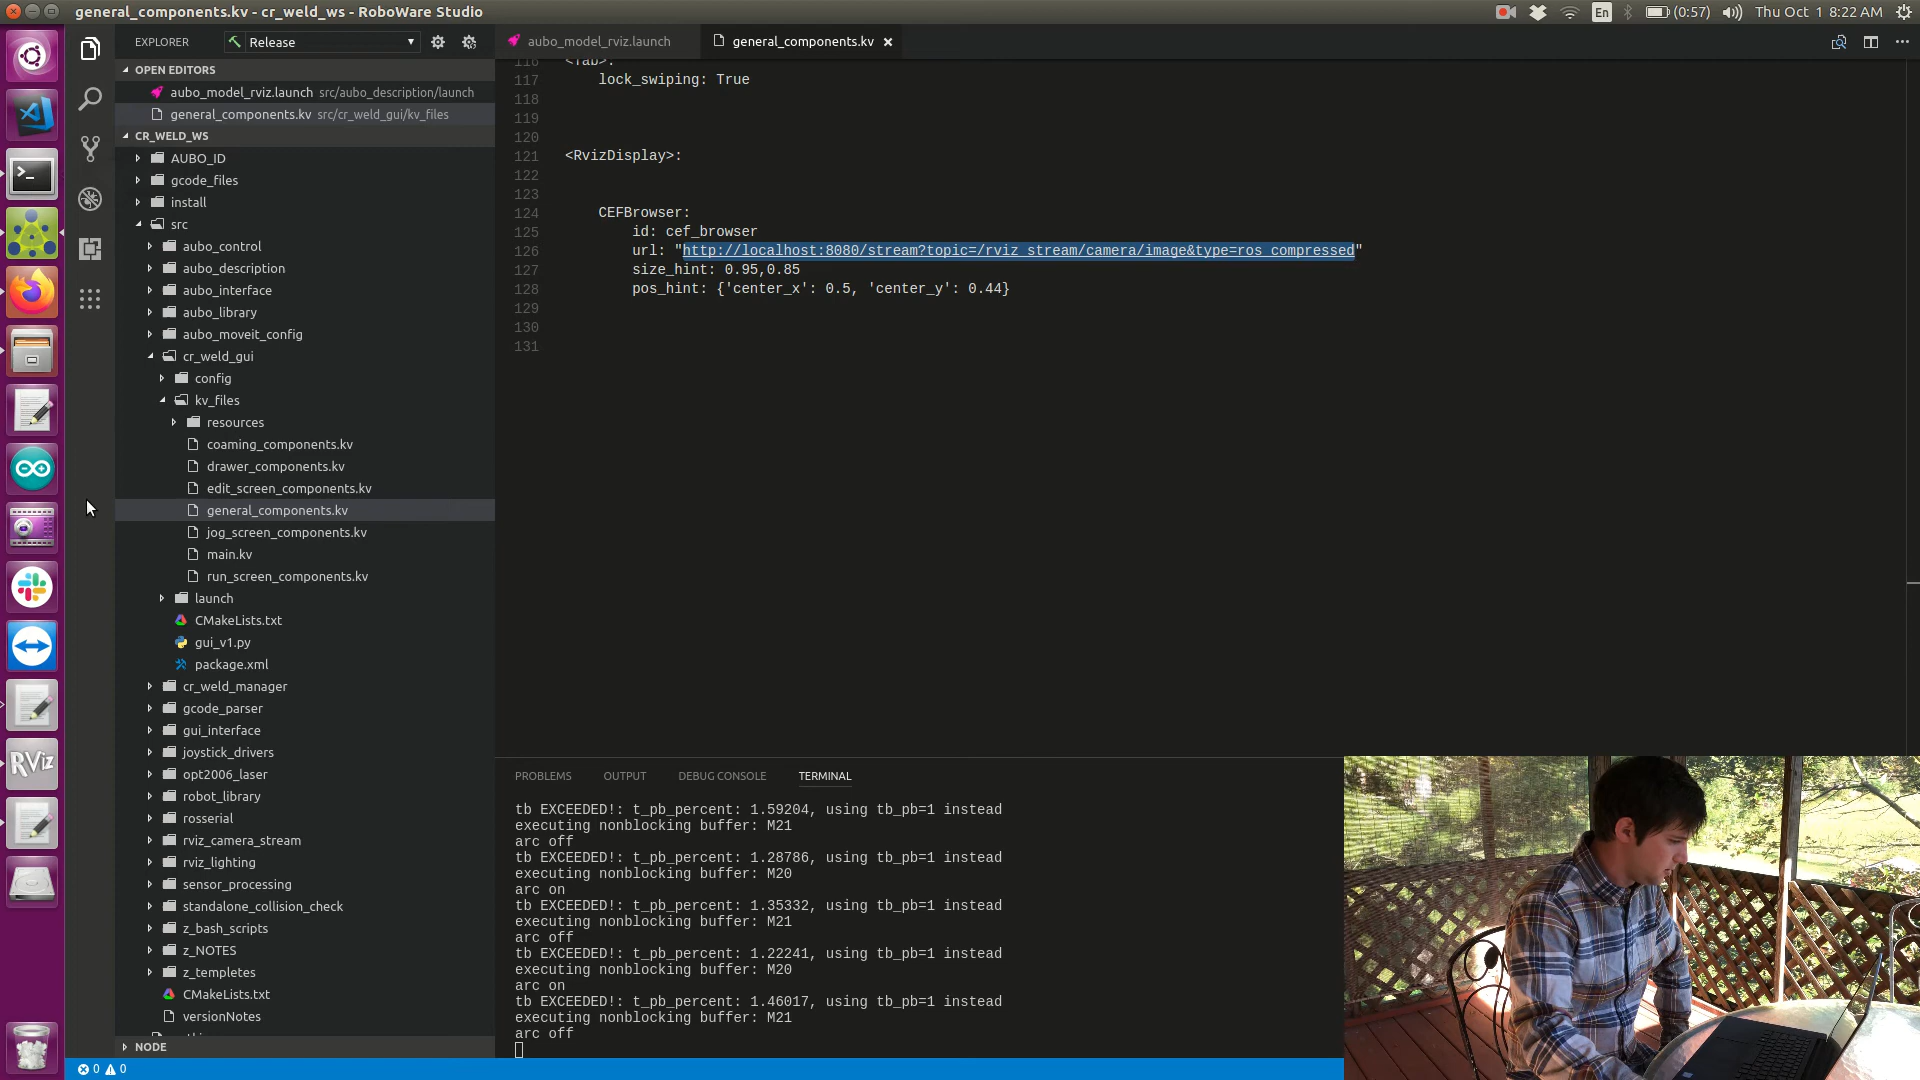 general_components.kv - cr_weld_ws - RoboWare Studio
En
(0:57)
Thu Oct 1 8:22 AM
EXPLORER
Release
aubo_model_rviz.launch
general_components.kv
OPEN EDITORS
aubo_model_rviz.launch src/aubo_description/launch
general_components.kv src/cr_weld_gui/kv_files
CR_WELD_WS
AUBO_ID
gcode_files
install
src
aubo_control
aubo_description
aubo_interface
aubo_library
aubo_moveit_config
cr_weld_gui
config
kv_files
resources
coaming_components.kv
drawer_components.kv
edit_screen_components.kv
general_components.kv
jog_screen_components.kv
main.kv
run_screen_components.kv
launch
CMakeLists.txt
gui_v1.py
package.xml
cr_weld_manager
gcode_parser
gui_interface
joystick_drivers
opt2006_laser
robot_library
rosserial
rviz_camera_stream
rviz_lighting
sensor_processing
standalone_collision_check
z_bash_scripts
z_NOTES
z_templetes
CMakeLists.txt
versionNotes
NODE
0 0
RViz
116 <Tab>:
117 lock_swiping: True
118
119
120
121 <RvizDisplay>:
122
123
124 CEFBrowser:
125 id: cef_browser
126 url: "http://localhost:8080/stream?topic=/rviz_stream/camera/image&type=ros_compressed"
127 size_hint: 0.95,0.85
128 pos_hint: {'center_x': 0.5, 'center_y': 0.44}
129
130
131
PROBLEMS OUTPUT DEBUG CONSOLE TERMINAL
tb EXCEEDED!: t_pb_percent: 1.59204, using tb_pb=1 instead
executing nonblocking buffer: M21
arc off
tb EXCEEDED!: t_pb_percent: 1.28786, using tb_pb=1 instead
executing nonblocking buffer: M20
arc on
tb EXCEEDED!: t_pb_percent: 1.35332, using tb_pb=1 instead
executing nonblocking buffer: M21
arc off
tb EXCEEDED!: t_pb_percent: 1.22241, using tb_pb=1 instead
executing nonblocking buffer: M20
arc on
tb EXCEEDED!: t_pb_percent: 1.46017, using tb_pb=1 instead
executing nonblocking buffer: M21
arc off